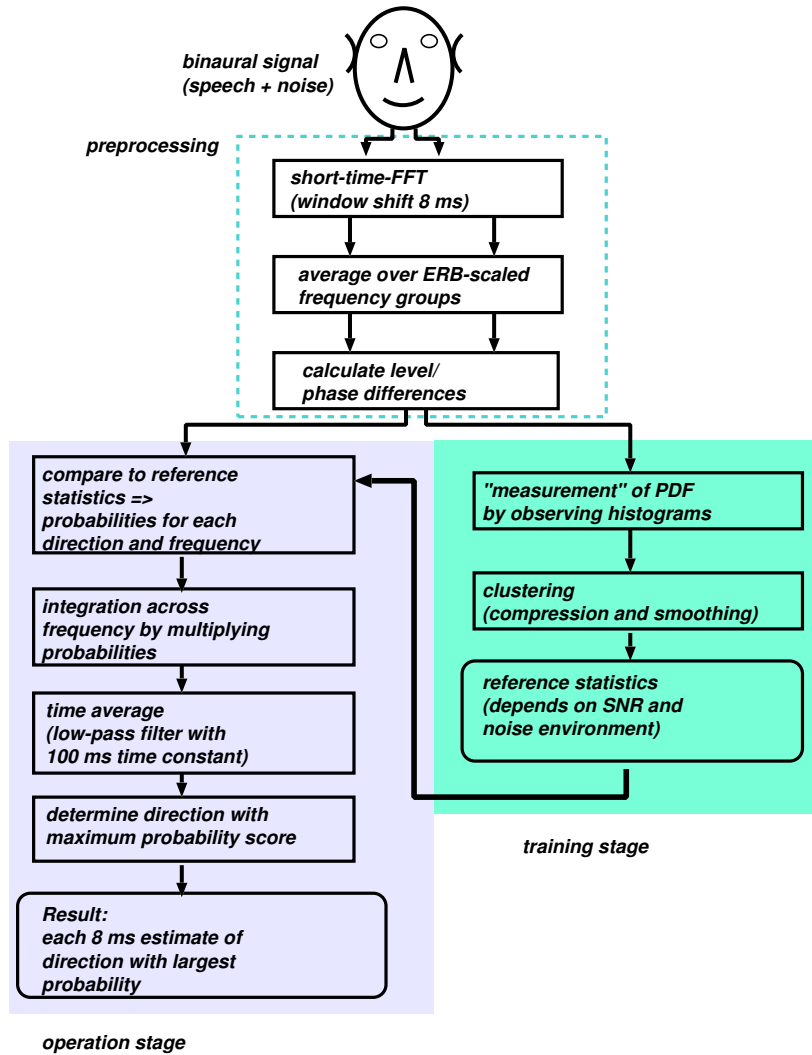 binaural signal
(speech + noise)
preprocessing
short-time-FFT
(window shift 8 ms)
average over ERB-scaled
frequency groups
calculate level/
phase differences
compare to reference
statistics =>
probabilities for each
direction and frequency
integration across
frequency by multiplying
probabilities
time average
(low-pass filter with
100 ms time constant)
determine direction with
maximum probability score
Result:
each 8 ms estimate of
direction with largest
probability
operation stage
"measurement" of PDF
by observing histograms
clustering
(compression and smoothing)
reference statistics
(depends on SNR and
noise environment)
training stage